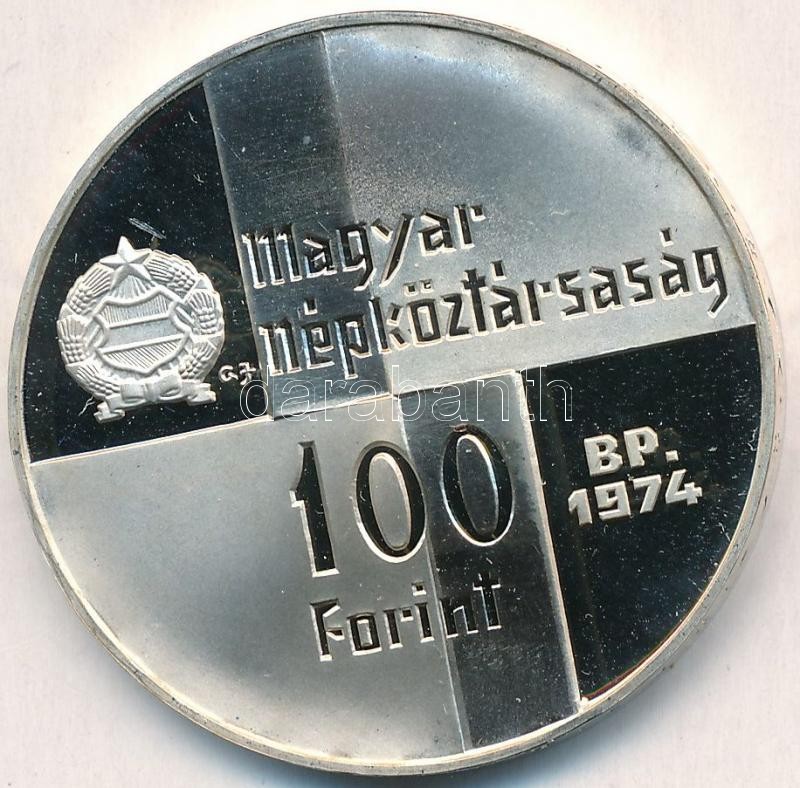 Magyar
népköztársaság
G.J.
darabanth
100
Forint
BP.
1974